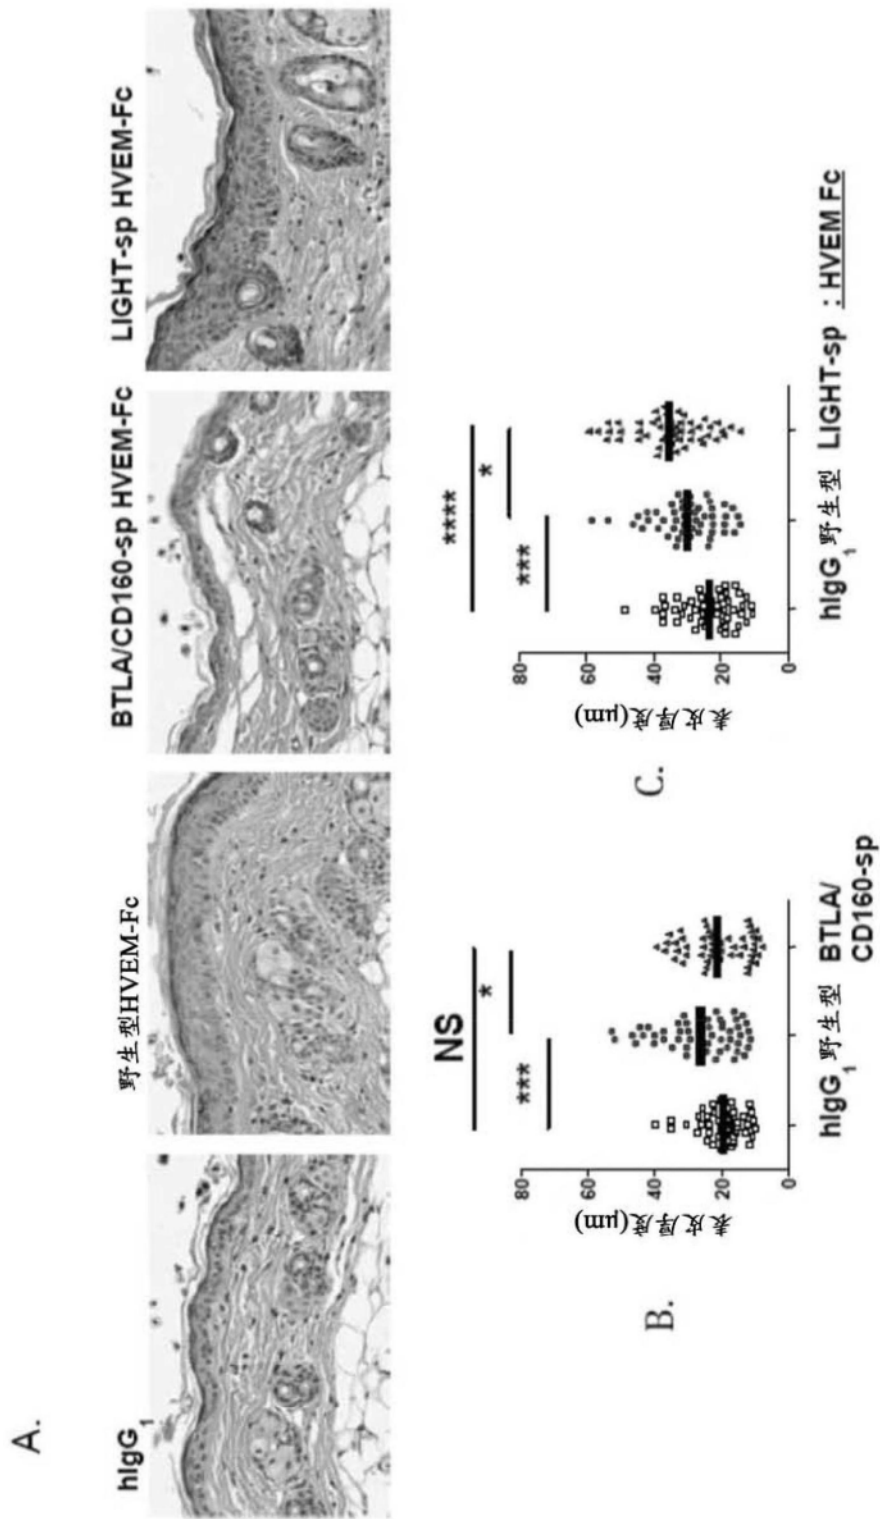 A.
hIgG1
野生型HVEM-Fc
BTLA/CD160-sp HVEM-Fc
LIGHT-sp HVEM-Fc
B.
表皮厚度(μm)
80
60
40
20
0
NS
*
***
hIgG1 野生型 BTLA/
CD160-sp
C.
表皮厚度(μm)
80
60
40
20
0
****
*
***
hIgG1 野生型 LIGHT-sp : HVEM Fc